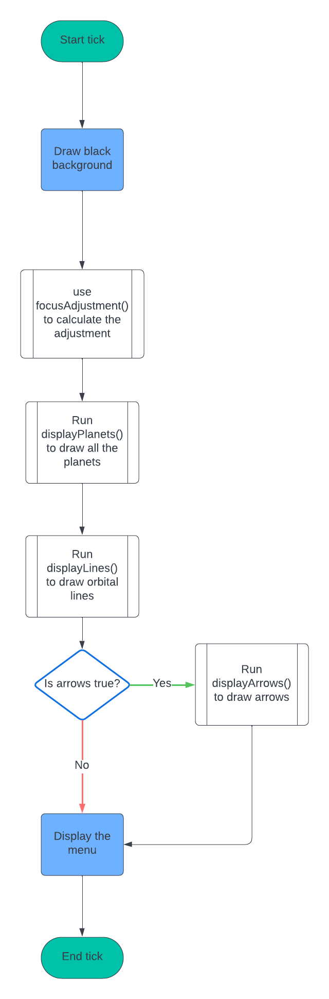 Start tick
Draw black
background
use
focusAdjustment()
to calculate the
adjustment
Run
displayPlanets()
to draw all the
planets
Run
displayLines()
to draw orbital
lines
Is arrows true?
Yes
Run
displayArrows()
to draw arrows
No
Display the
menu
End tick